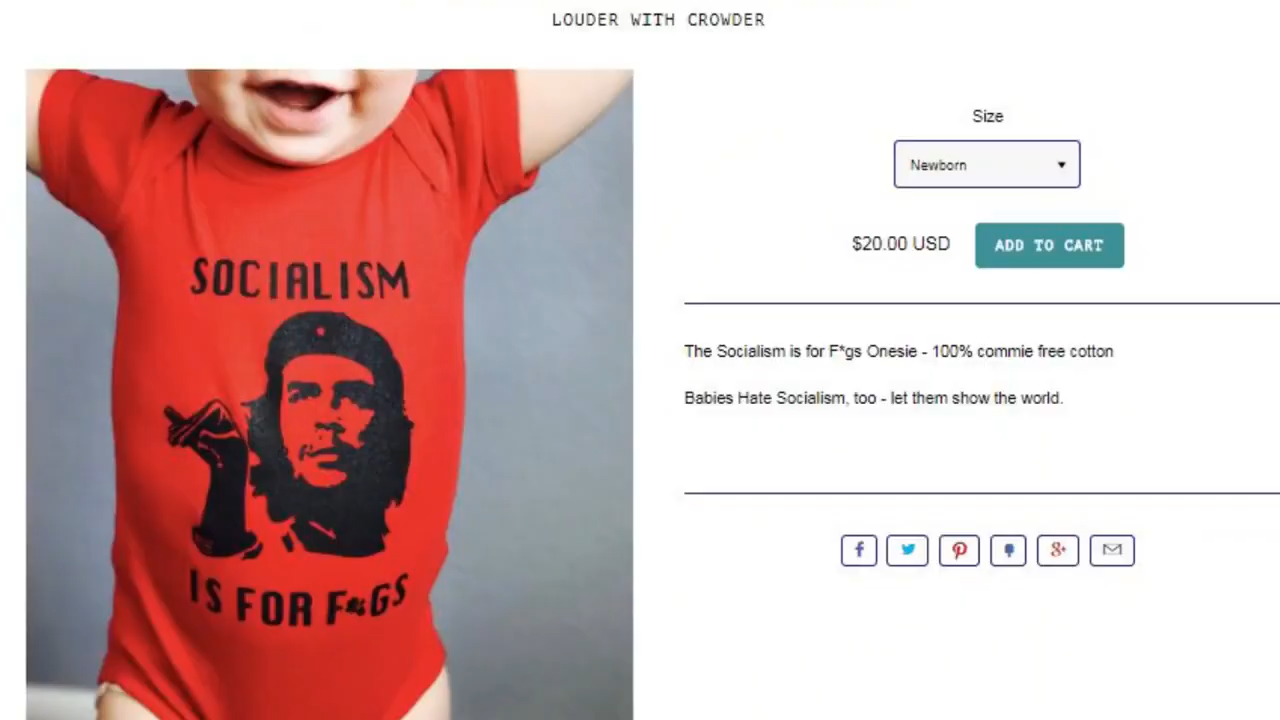 LOUDER WITH CROWDER
Size
Newborn
$20.00 USD
ADD TO CART
SOCIALISM
IS FOR F*GS
The Socialism is for F*gs Onesie - 100% commie free cotton
Babies Hate Socialism, too - let them show the world.